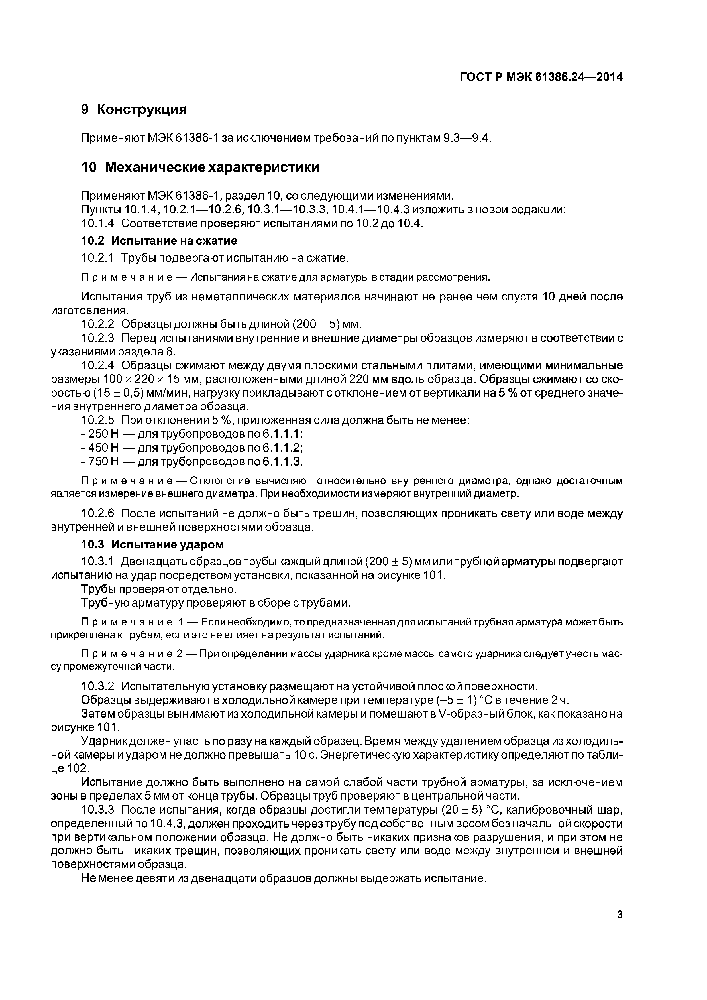 ГОСТ Р МЭК 61386.24—2014
9 Конструкция
Применяют МЭК 61386-1 за исключением требований по пунктам 9.3—9.4.
10 Механические характеристики
Применяют МЭК 61386-1, раздел 10, со следующими изменениями.
Пункты 10.1.4, 10.2.1—10.2.6, 10.3.1—10.3.3, 10.4.1—10.4.3 изложить в новой редакции:
10.1.4 Соответствие проверяют испытаниями по 10.2 до 10.4.
10.2 Испытание на сжатие
10.2.1 Трубы подвергают испытанию на сжатие.
Примечание — Испытания на сжатие для арматуры в стадии рассмотрения.
Испытания труб из неметаллических материалов начинают не ранее чем спустя 10 дней после
изготовления.
10.2.2 Образцы должны быть длиной (200 ± 5) мм.
10.2.3 Перед испытаниями внутренние и внешние диаметры образцов измеряют в соответствии с
указаниями раздела 8.
10.2.4 Образцы сжимают между двумя плоскими стальными плитами, имеющими минимальные
размеры 100 × 220 × 15 мм, расположенными длиной 220 мм вдоль образца. Образцы сжимают со ско-
ростью (15 ± 0,5) мм/мин, нагрузку прикладывают с отклонением от вертикали на 5 % от среднего значе-
ния внутреннего диаметра образца.
10.2.5 При отклонении 5 %, приложенная сила должна быть не менее:
- 250 Н — для трубопроводов по 6.1.1.1;
- 450 Н — для трубопроводов по 6.1.1.2;
- 750 Н — для трубопроводов по 6.1.1.3.
Примечание — Отклонение вычисляют относительно внутреннего диаметра, однако достаточным
является измерение внешнего диаметра. При необходимости измеряют внутренний диаметр.
10.2.6 После испытаний не должно быть трещин, позволяющих проникать свету или воде между
внутренней и внешней поверхностями образца.
10.3 Испытание ударом
10.3.1 Двенадцать образцов трубы каждый длиной (200 ± 5) мм или трубной арматуры подвергают
испытанию на удар посредством установки, показанной на рисунке 101.
Трубы проверяют отдельно.
Трубную арматуру проверяют в сборе с трубами.
Примечание 1 — Если необходимо, то предназначенная для испытаний трубная арматура может быть
прикреплена к трубам, если это не влияет на результат испытаний.
Примечание 2 — При определении массы ударника кроме массы самого ударника следует учесть мас-
су промежуточной части.
10.3.2 Испытательную установку размещают на устойчивой плоской поверхности.
Образцы выдерживают в холодильной камере при температуре (–5 ± 1) °С в течение 2 ч.
Затем образцы вынимают из холодильной камеры и помещают в V-образный блок, как показано на
рисунке 101.
Ударник должен упасть по разу на каждый образец. Время между удалением образца из холодиль-
ной камеры и ударом не должно превышать 10 с. Энергетическую характеристику определяют по табли-
це 102.
Испытание должно быть выполнено на самой слабой части трубной арматуры, за исключением
зоны в пределах 5 мм от конца трубы. Образцы труб проверяют в центральной части.
10.3.3 После испытания, когда образцы достигли температуры (20 ± 5) °С, калибровочный шар,
определенный по 10.4.3, должен проходить через трубу под собственным весом без начальной скорости
при вертикальном положении образца. Не должно быть никаких признаков разрушения, и при этом не
должно быть никаких трещин, позволяющих проникать свету или воде между внутренней и внешней
поверхностями образца.
Не менее девяти из двенадцати образцов должны выдержать испытание.
3